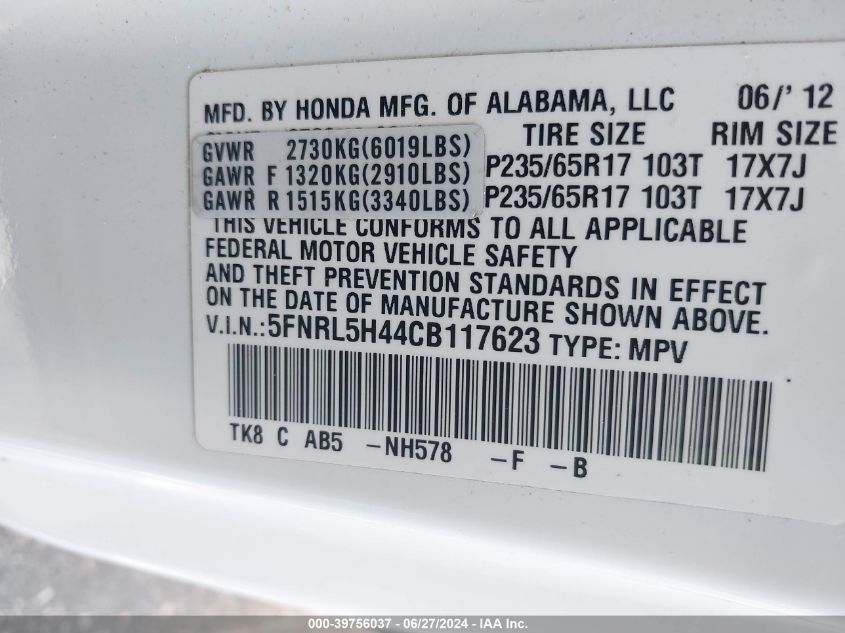 MFD. BY HONDA MFG. OF ALABAMA, LLC 06/' 12
TIRE SIZE RIM SIZE
GVWR 2730KG(6019LBS)
GAWR F 1320KG(2910LBS) P235/65R17 103T 17X7J
GAWR R 1515KG(3340LBS) P235/65R17 103T 17X7J
THIS VEHICLE CONFORMS TO ALL APPLICABLE
FEDERAL MOTOR VEHICLE SAFETY
AND THEFT PREVENTION STANDARDS IN EFFECT
ON THE DATE OF MANUFACTURE SHOWN ABOVE.
V.I.N.:5FNRL5H44CB117623 TYPE: MPV
TK8 C AB5 -NH578 -F -B
000-39756037 - 06/27/2024 - IAA Inc.